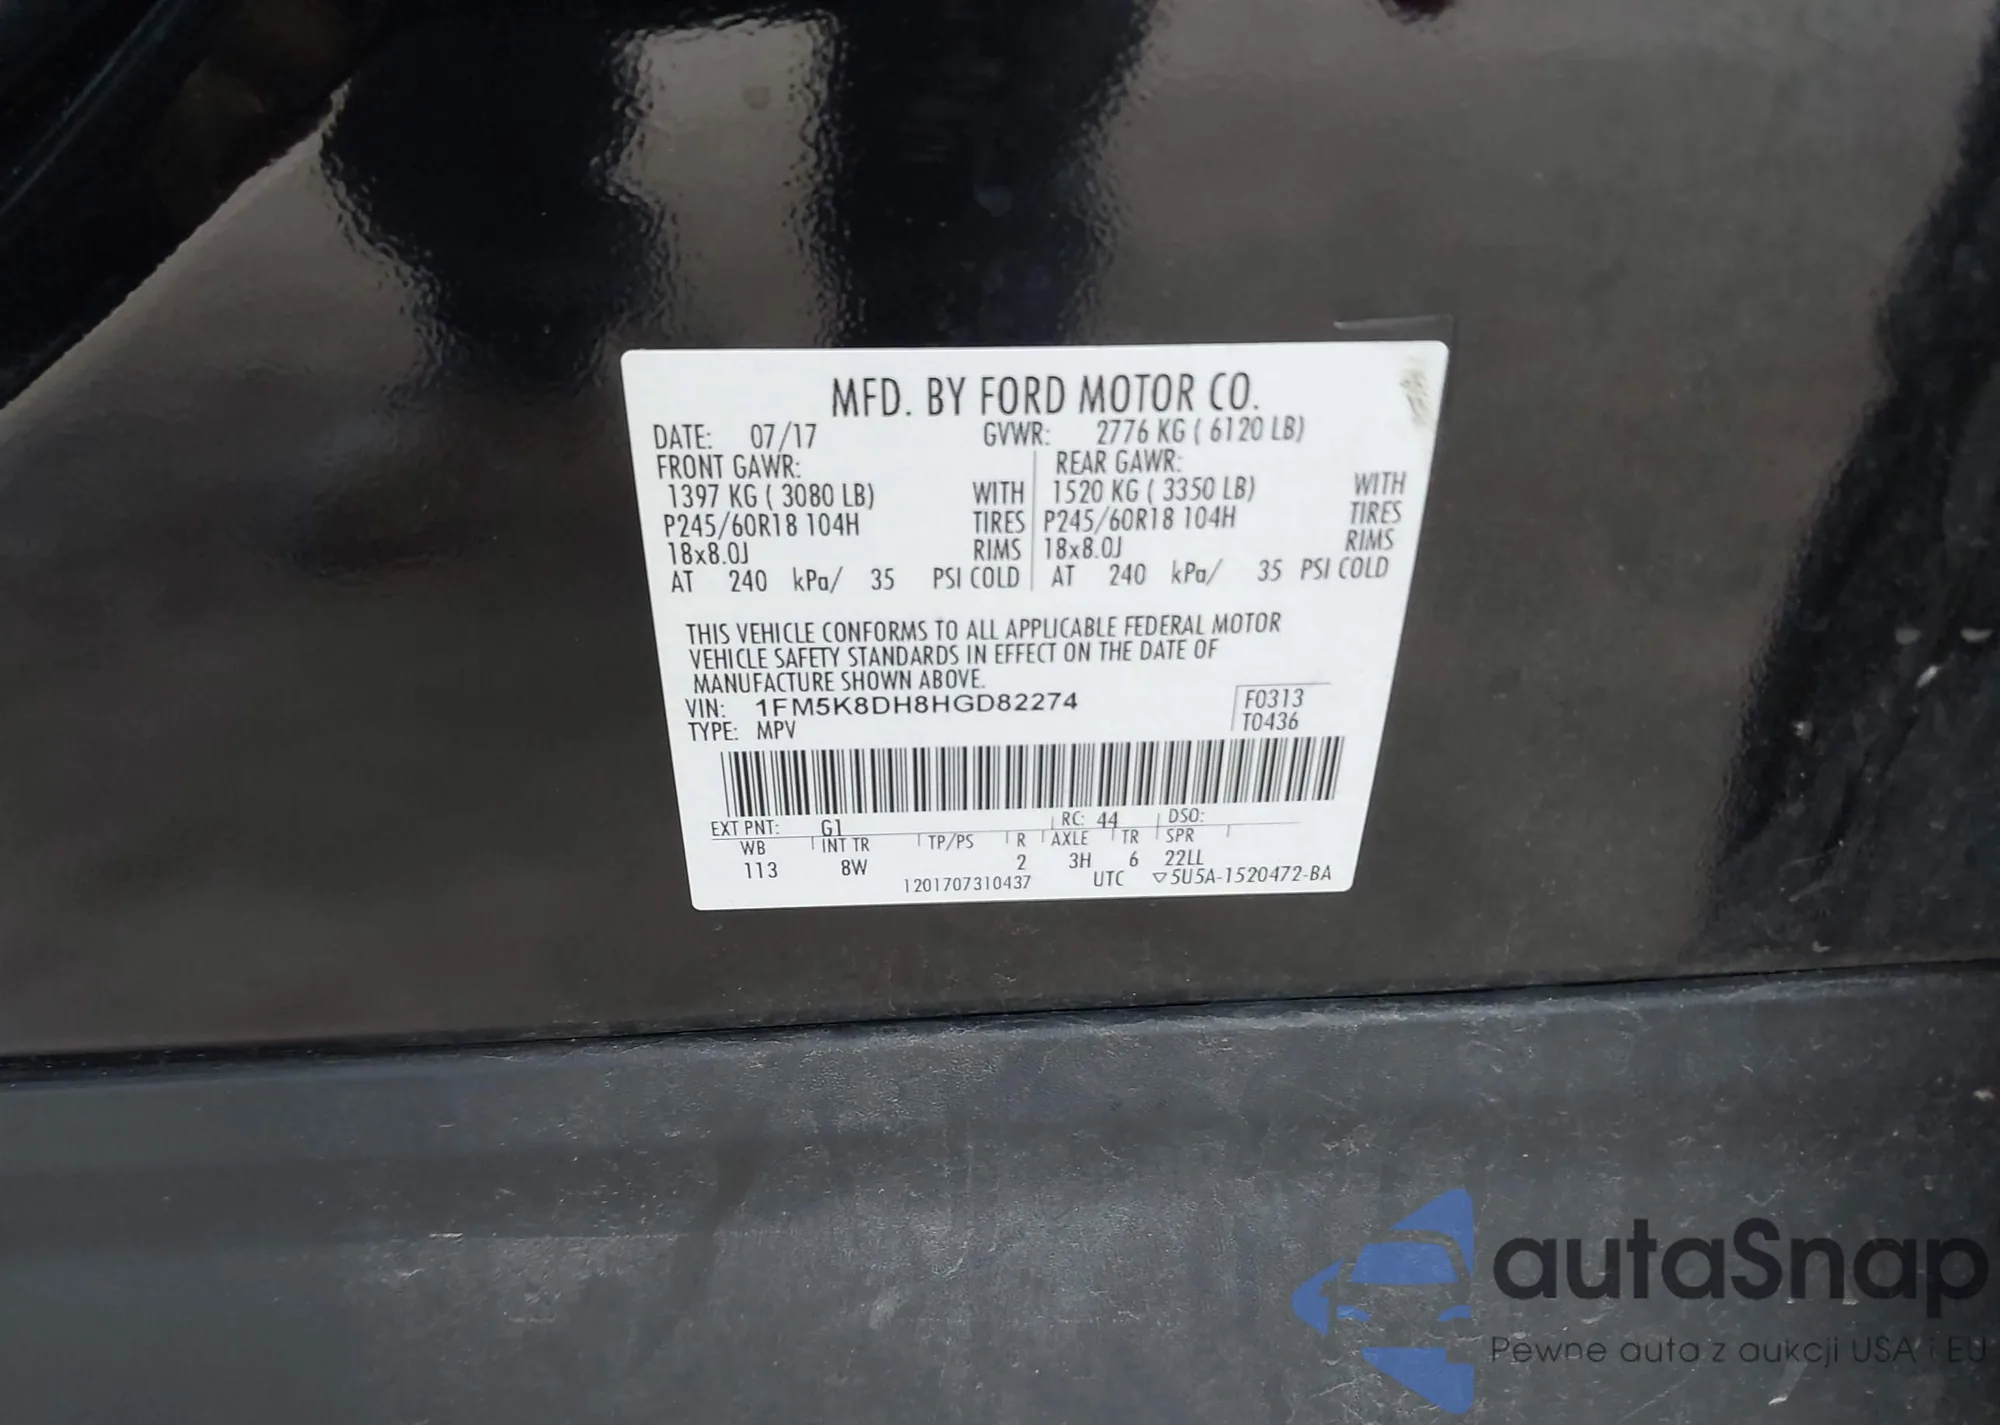 MFD. BY FORD MOTOR CO.
DATE: 07/17 GVWR: 2776 KG ( 6120 LB)
FRONT GAWR: REAR GAWR:
1397 KG ( 3080 LB) WITH 1520 KG ( 3350 LB) WITH
P245/60R18 104H TIRES P245/60R18 104H TIRES
18x8.0J RIMS 18x8.0J RIMS
AT 240 kPa/ 35 PSI COLD AT 240 kPa/ 35 PSI COLD
THIS VEHICLE CONFORMS TO ALL APPLICABLE FEDERAL MOTOR
VEHICLE SAFETY STANDARDS IN EFFECT ON THE DATE OF
MANUFACTURE SHOWN ABOVE.
VIN: 1FM5K8DH8HGD82274 F0313
TYPE: MPV T0436
EXT PNT: G1 RC: 44 DSO:
WB INT TR TP/PS R AXLE TR SPR
113 8W 2 3H 6 22LL
1201707310437 UTC ▽5U5A-1520472-BA
autaSnap
Pewne auta z aukcji USA i EU